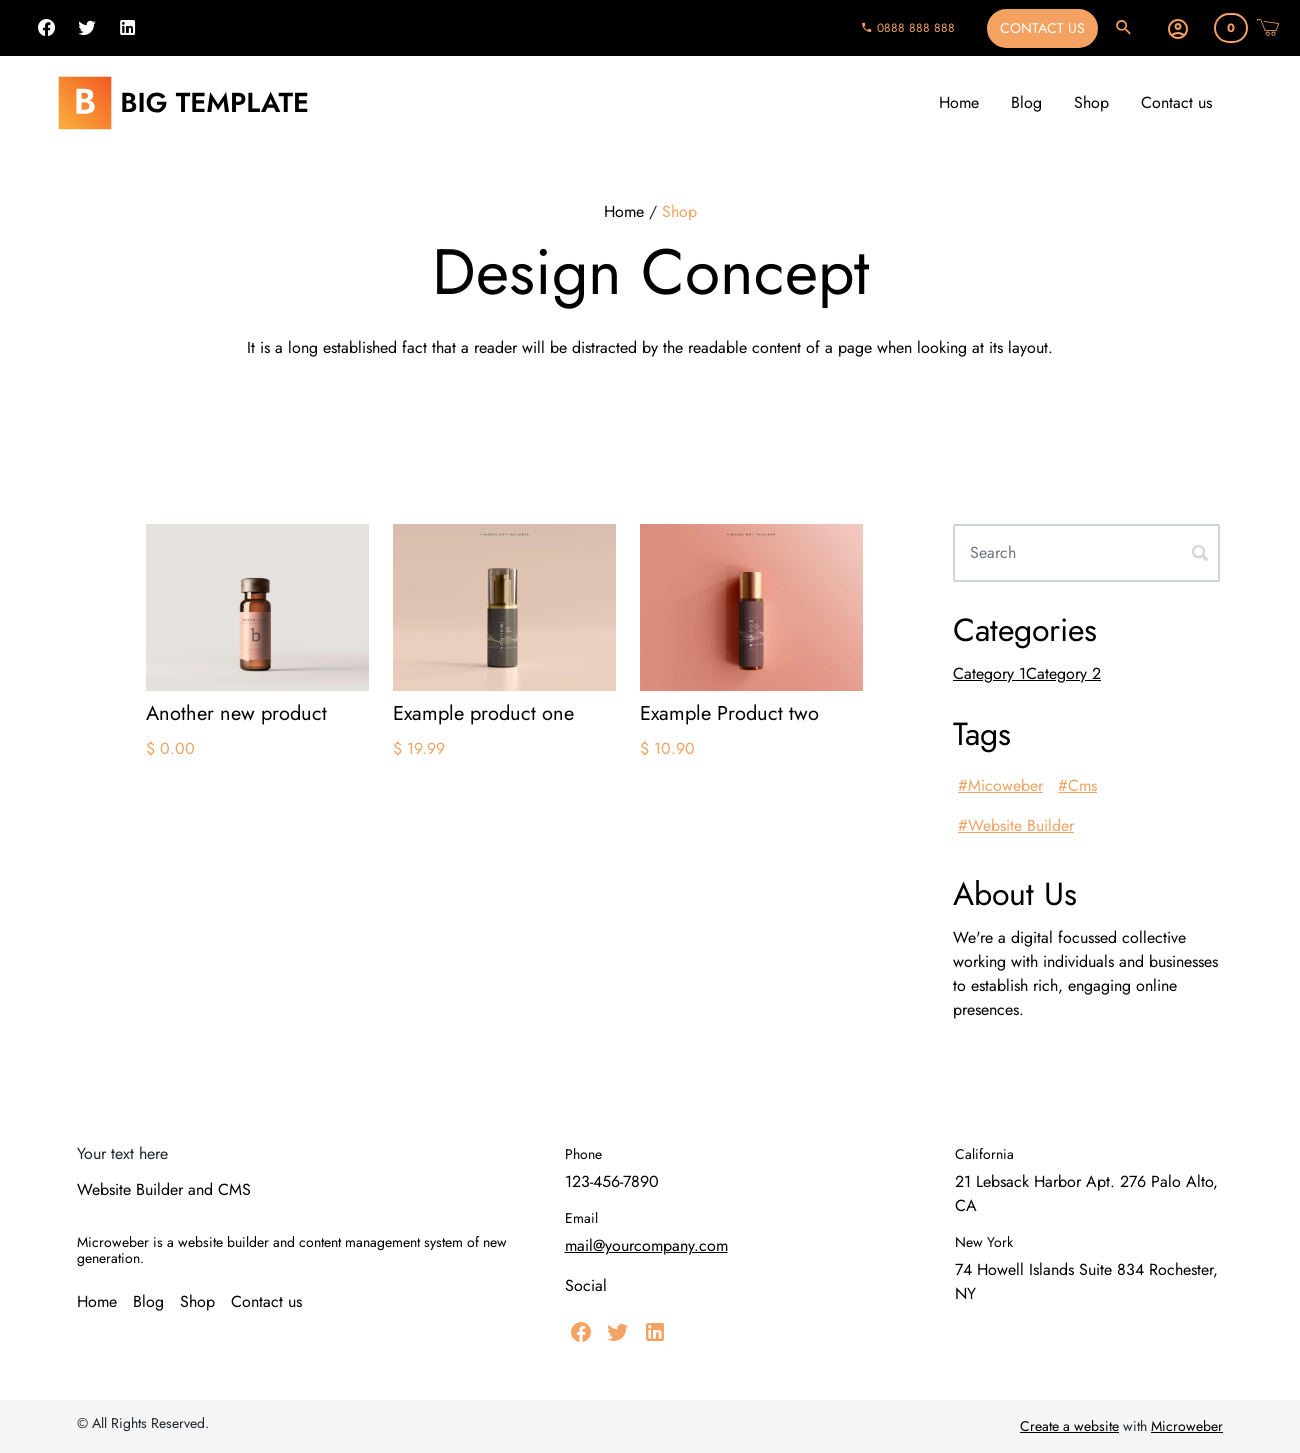 0888 888 888
CONTACT US
0
B BIG TEMPLATE
Home Blog Shop Contact us
Home / Shop
Design Concept
It is a long established fact that a reader will be distracted by the readable content of a page when looking at its layout.
b
Another new product
$ 0.00
Example product one
$ 19.99
Example Product two
$ 10.90
Search
Categories
Category 1Category 2
Tags
#Micoweber #Cms
#Website Builder
About Us
We're a digital focussed collective
working with individuals and businesses
to establish rich, engaging online
presences.
Your text here
Website Builder and CMS
Microweber is a website builder and content management system of new
generation.
Home Blog Shop Contact us
Phone
123-456-7890
Email
mail@yourcompany.com
Social
California
21 Lebsack Harbor Apt. 276 Palo Alto,
CA
New York
74 Howell Islands Suite 834 Rochester,
NY
© All Rights Reserved.
Create a website with Microweber